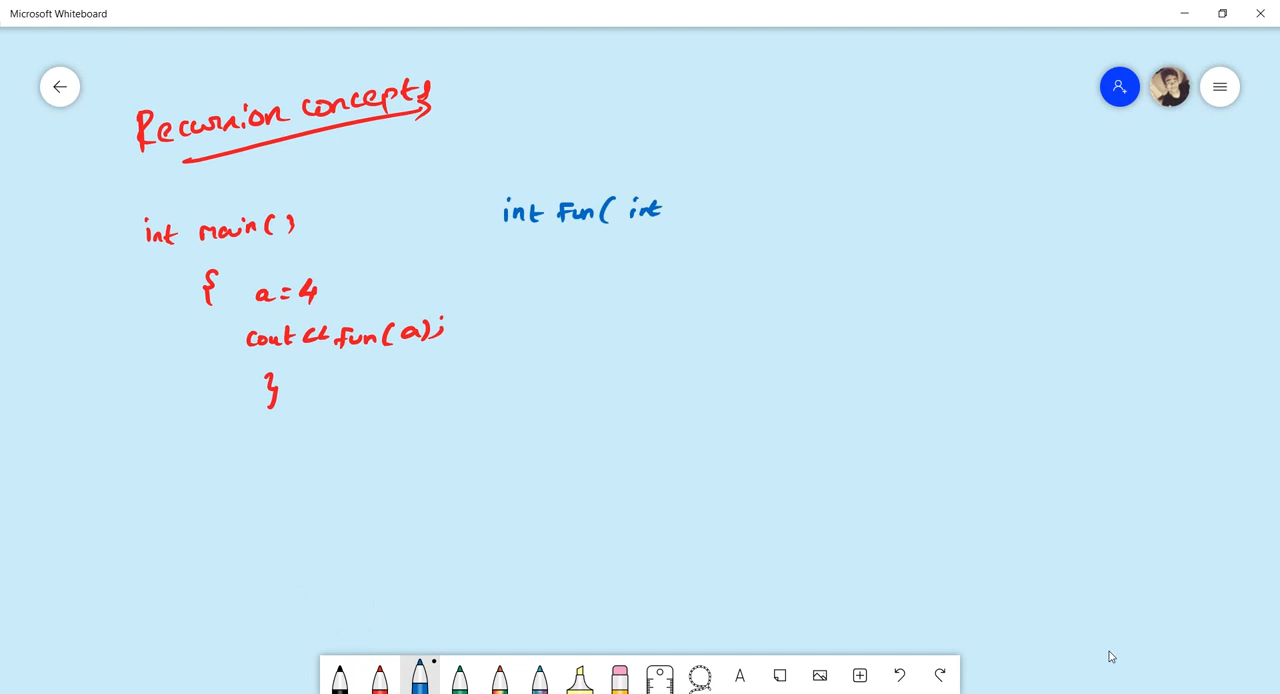 Microsoft Whiteboard
Recursion concepts
int main()
{ a=4
cout<<fun(a);
}
int fun( int
A